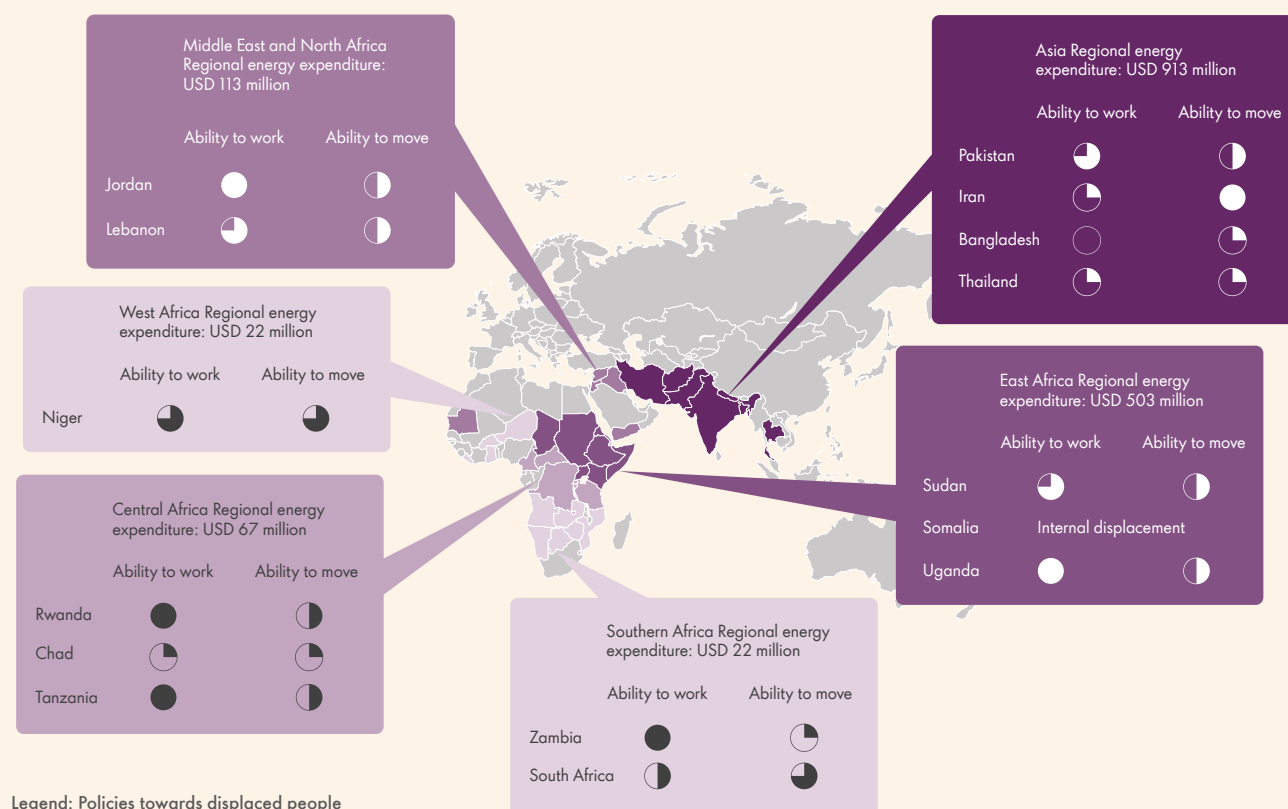 Middle East and North Africa
Regional energy expenditure:
USD 113 million
Ability to work Ability to move
Jordan
Lebanon
Asia Regional energy
expenditure: USD 913 million
Ability to work Ability to move
Pakistan
Iran
Bangladesh
Thailand
West Africa Regional energy
expenditure: USD 22 million
Ability to work Ability to move
Niger
East Africa Regional energy
expenditure: USD 503 million
Ability to work Ability to move
Sudan
Somalia Internal displacement
Uganda
Central Africa Regional energy
expenditure: USD 67 million
Ability to work Ability to move
Rwanda
Chad
Tanzania
Southern Africa Regional energy
expenditure: USD 22 million
Ability to work Ability to move
Zambia
South Africa
Legend: Policies towards displaced people